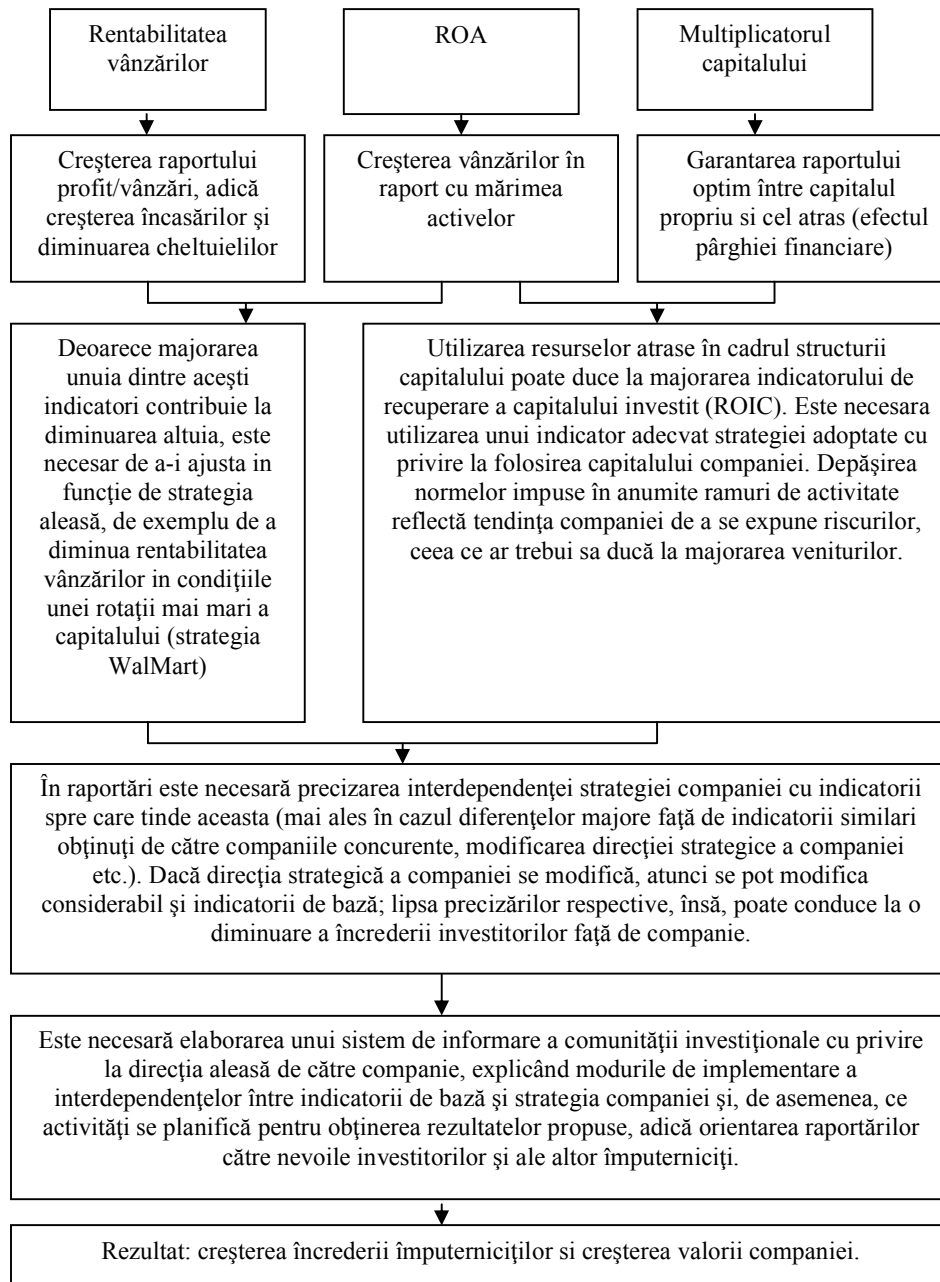 Rentabilitatea
vânzărilor
ROA
Multiplicatorul
capitalului
Creşterea raportului
profit/vânzări, adică
creşterea încasărilor şi
diminuarea cheltuielilor
Creşterea vânzărilor în
raport cu mărimea
activelor
Garantarea raportului
optim între capitalul
propriu si cel atras (efectul
pârghiei financiare)
Deoarece majorarea
unuia dintre aceşti
indicatori contribuie la
diminuarea altuia, este
necesar de a-i ajusta in
funcţie de strategia
aleasă, de exemplu de a
diminua rentabilitatea
vânzărilor in condiţiile
unei rotaţii mai mari a
capitalului (strategia
WalMart)
Utilizarea resurselor atrase în cadrul structurii
capitalului poate duce la majorarea indicatorului de
recuperare a capitalului investit (ROIC). Este necesara
utilizarea unui indicator adecvat strategiei adoptate cu
privire la folosirea capitalului companiei. Depăşirea
normelor impuse în anumite ramuri de activitate
reflectă tendinţa companiei de a se expune riscurilor,
ceea ce ar trebui sa ducă la majorarea veniturilor.
În raportări este necesară precizarea interdependenţei strategiei companiei cu indicatorii
spre care tinde aceasta (mai ales în cazul diferenţelor majore faţă de indicatorii similari
obţinuţi de către companiile concurente, modificarea direcţiei strategice a companiei
etc.). Dacă direcţia strategică a companiei se modifică, atunci se pot modifica
considerabil şi indicatorii de bază; lipsa precizărilor respective, însă, poate conduce la o
diminuare a încrederii investitorilor faţă de companie.
Este necesară elaborarea unui sistem de informare a comunităţii investiţionale cu privire
la direcţia aleasă de către companie, explicând modurile de implementare a
interdependenţelor între indicatorii de bază şi strategia companiei şi, de asemenea, ce
activităţi se planifică pentru obţinerea rezultatelor propuse, adică orientarea raportărilor
către nevoile investitorilor şi ale altor împuterniciţi.
Rezultat: creşterea încrederii împuterniciţilor si creşterea valorii companiei.